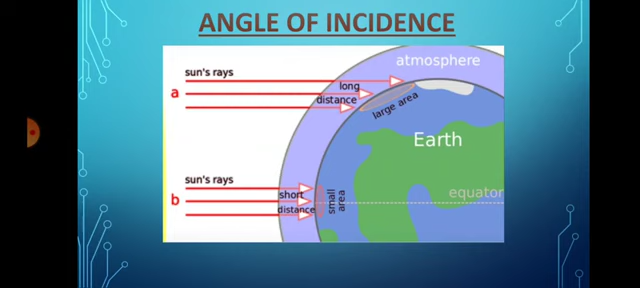 ANGLE OF INCIDENCE
atmosphere
sun's rays
a
long
distance
large area
Earth
sun's rays
b
short
distance
small
area
equator